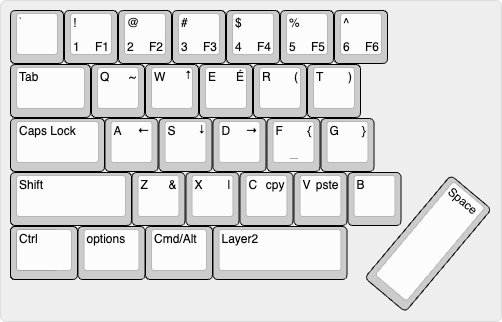 ` ! @ # $ % ^
1 F1 2 F2 3 F3 4 F4 5 F5 6 F6
Tab Q ~ W ↑ E É R ( T )
Caps Lock A ← S ↓ D → F { G }
_
Shift Z & X | C cpy V pste B
Space
Ctrl options Cmd/Alt Layer2